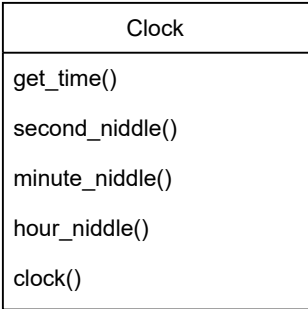 Clock
get_time()
second_niddle()
minute_niddle()
hour_niddle()
clock()